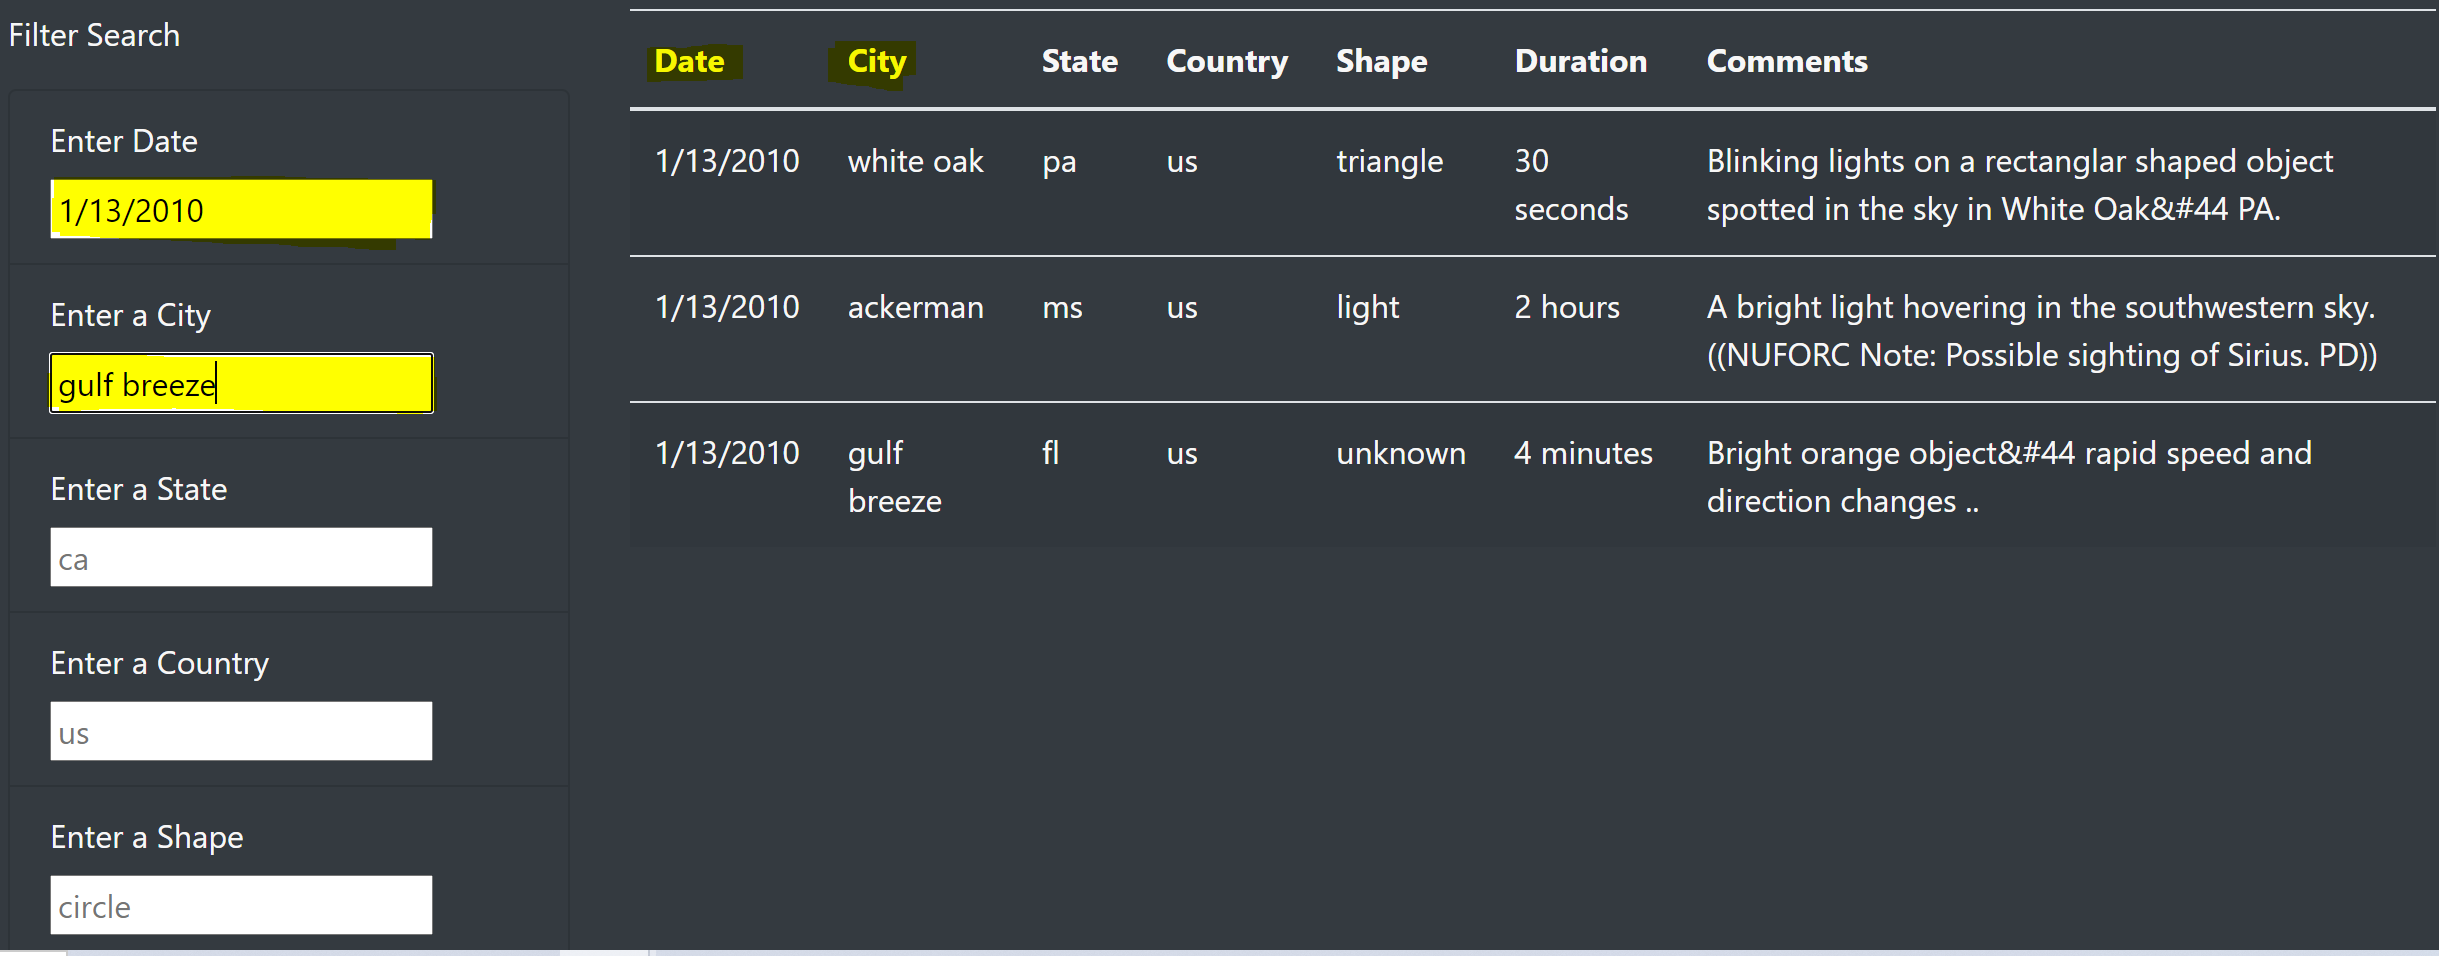 Filter Search
Enter Date
1/13/2010
Enter a City
gulf breeze
Enter a State
ca
Enter a Country
us
Enter a Shape
circle
Date City State Country Shape Duration Comments
1/13/2010 white oak pa us triangle 30 Blinking lights on a rectanglar shaped object
seconds spotted in the sky in White Oak&#44 PA.
1/13/2010 ackerman ms us light 2 hours A bright light hovering in the southwestern sky.
((NUFORC Note: Possible sighting of Sirius. PD))
1/13/2010 gulf fl us unknown 4 minutes Bright orange object&#44 rapid speed and
breeze direction changes ..